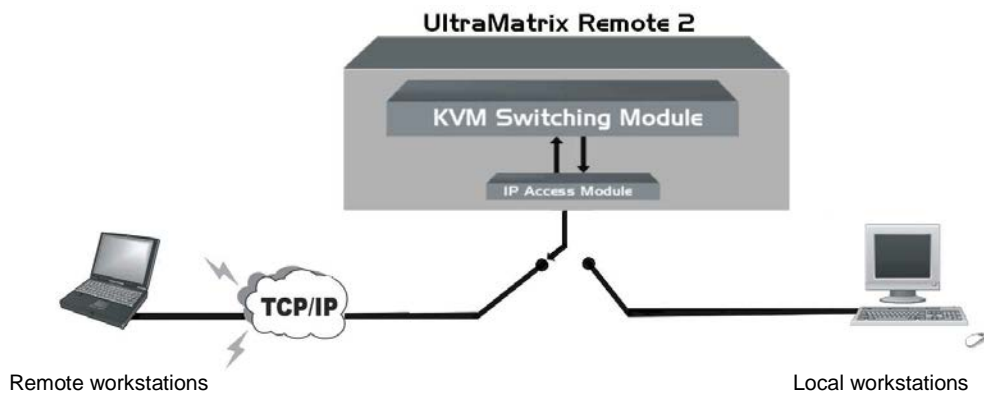 UltraMatrix Remote 2
KVM Switching Module
IP Access Module
TCP/IP
Remote workstations
Local workstations